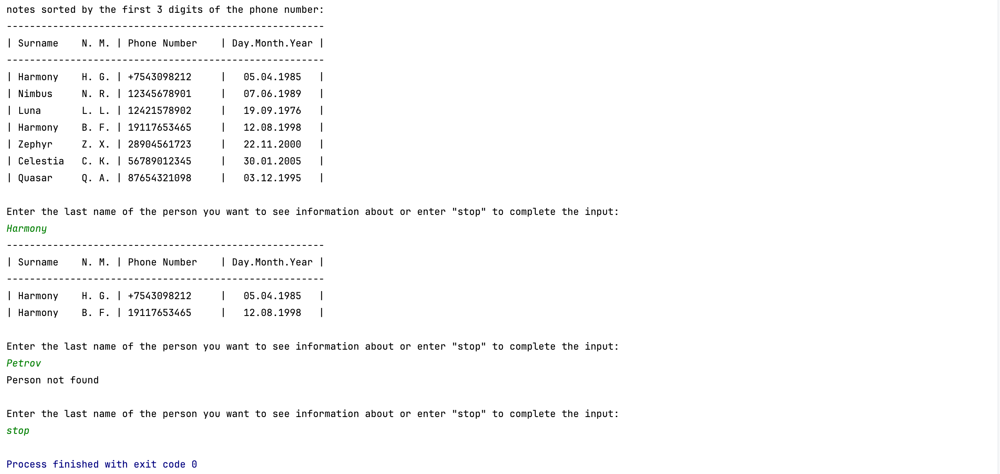 notes sorted by the first 3 digits of the phone number:
-------------------------------------------------------
| Surname    N. M. | Phone Number    | Day.Month.Year |
-------------------------------------------------------
| Harmony    H. G. | +7543098212     |   05.04.1985   |
| Nimbus     N. R. | 12345678901     |   07.06.1989   |
| Luna       L. L. | 12421578902     |   19.09.1976   |
| Harmony    B. F. | 19117653465     |   12.08.1998   |
| Zephyr     Z. X. | 28904561723     |   22.11.2000   |
| Celestia   C. K. | 56789012345     |   30.01.2005   |
| Quasar     Q. A. | 87654321098     |   03.12.1995   |
Enter the last name of the person you want to see information about or enter "stop" to complete the input:
Harmony
-------------------------------------------------------
| Surname    N. M. | Phone Number    | Day.Month.Year |
-------------------------------------------------------
| Harmony    H. G. | +7543098212     |   05.04.1985   |
| Harmony    B. F. | 19117653465     |   12.08.1998   |
Enter the last name of the person you want to see information about or enter "stop" to complete the input:
Petrov
Person not found
Enter the last name of the person you want to see information about or enter "stop" to complete the input:
stop
Process finished with exit code 0